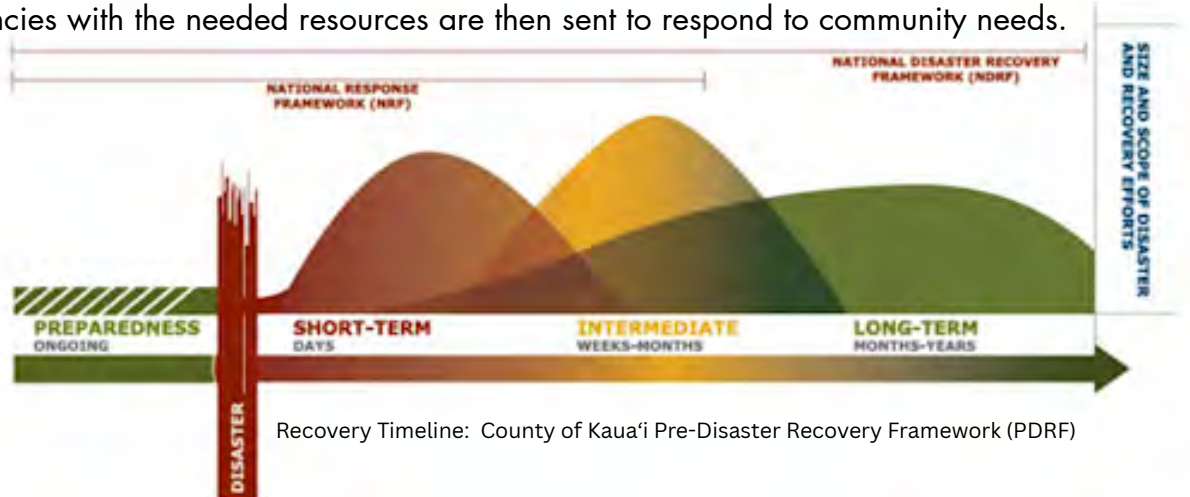 with the needed resources are then sent to respond to community needs.
NATIONAL DISASTER RECOVERY
FRAMEWORK (NDRF)
NATIONAL RESPONSE
FRAMEWORK (NRF)
SIZE AND SCOPE OF DISASTER
AND RECOVERY EFFORTS
PREPAREDNESS
ONGOING
SHORT-TERM
DAYS
INTERMEDIATE
WEEKS-MONTHS
LONG-TERM
MONTHS-YEARS
DISASTER
Recovery Timeline: County of Kauaʻi Pre-Disaster Recovery Framework (PDRF)